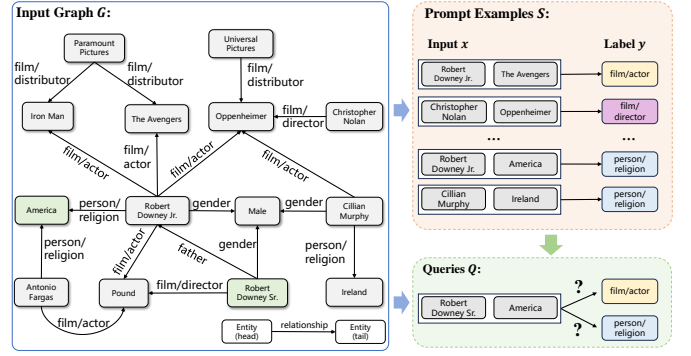 Input Graph G:
Paramount
Pictures
Universal
Pictures
film/
distributor
film/
distributor
film/
distributor
Iron Man
The Avengers
Oppenheimer
film/
director
Christopher
Nolan
film/actor
film/
actor
film/actor
film/actor
America
person/
religion
Robert
Downey Jr.
gender
Male
gender
Cillian
Murphy
person/
religion
film/actor
father
gender
person/
religion
Antonio
Fargas
Pound
film/director
Robert
Downey Sr.
Ireland
film/actor
Entity
(head)
relationship
Entity
(tail)
Prompt Examples S:
Input x
Label y
Robert
Downey Jr.
The Avengers
film/actor
Christopher
Nolan
Oppenheimer
film/
director
...
...
Robert
Downey Jr.
America
person/
religion
Cillian
Murphy
Ireland
person/
religion
Queries Q:
Robert
Downey Sr.
America
?
?
film/actor
person/
religion